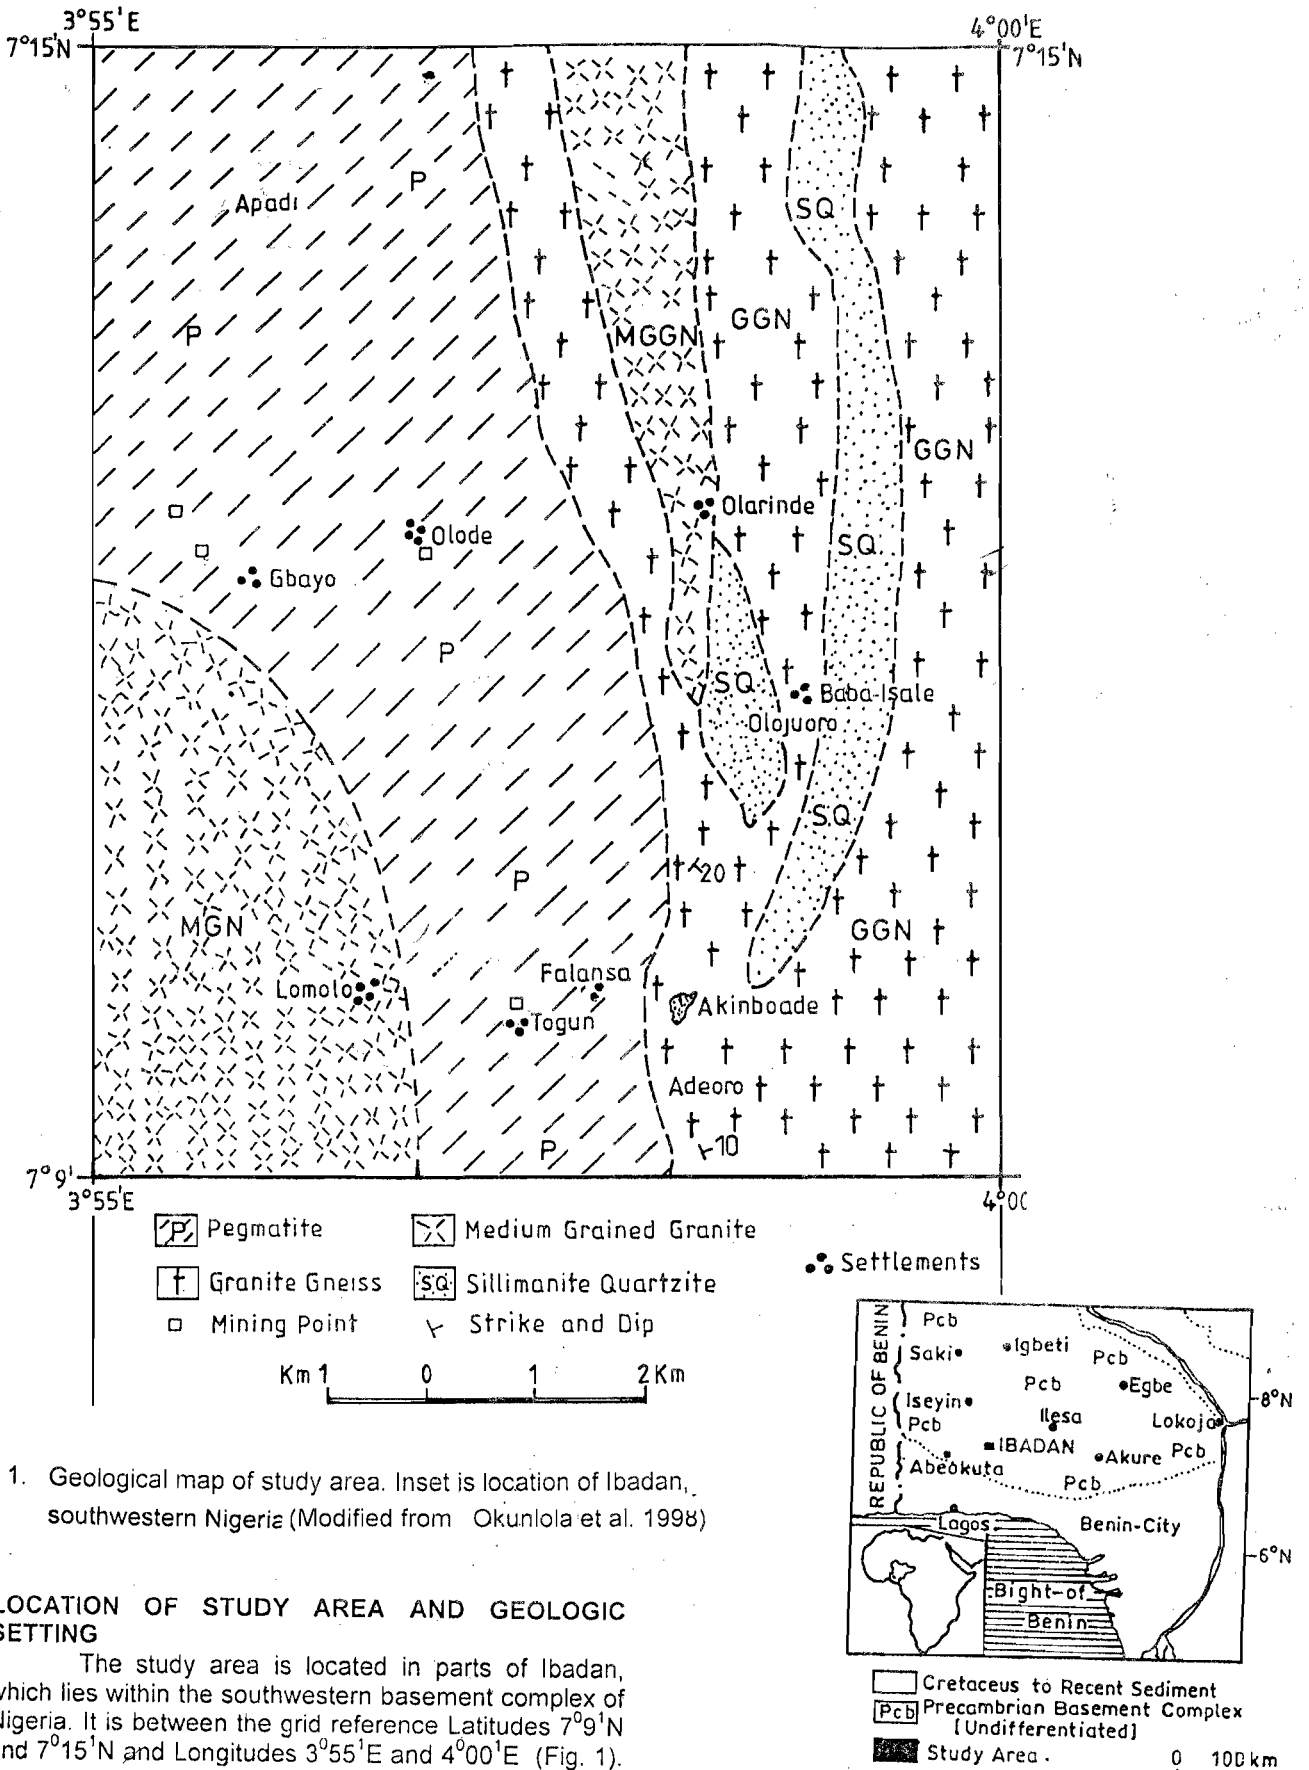 3°55'E
4°00'E
7°15'N
7°15'N
P
Apadi
SQ
P
MGGN
GGN
GGN
Olarinde
Olode
SQ
Gbayo
P
SQ
Baba-Isale
Olojuoro
SQ
20
P
MGN
GGN
Falansa
Lomolo
Akinboade
Togun
Adeoro
P
10
7°9'
3°55'E
4°00
P Pegmatite
Medium Grained Granite
Settlements
Granite Gneiss
SQ Sillimanite Quartzite
Mining Point
Strike and Dip
Km 1 0 1 2 Km
REPUBLIC OF BENIN
Pcb
Saki
Igbeti
Pcb
Pcb
Egbe
8°N
Iseyin
Ilesa
Lokoja
Pcb
IBADAN
Akure
Pcb
Abeokuta
Pcb
Lagos
Benin-City
6°N
Bight-of
Benin
Cretaceus to Recent Sediment
Pcb Precambrian Basement Complex
[Undifferentiated]
Study Area.
0 100km
1. Geological map of study area. Inset is location of Ibadan,
southwestern Nigeria (Modified from Okunlola et al. 1998)
LOCATION OF STUDY AREA AND GEOLOGIC
SETTING
The study area is located in parts of Ibadan,
which lies within the southwestern basement complex of
Nigeria. It is between the grid reference Latitudes 7⁰9¹N
and 7⁰15¹N and Longitudes 3⁰55¹E and 4⁰00¹E (Fig. 1).